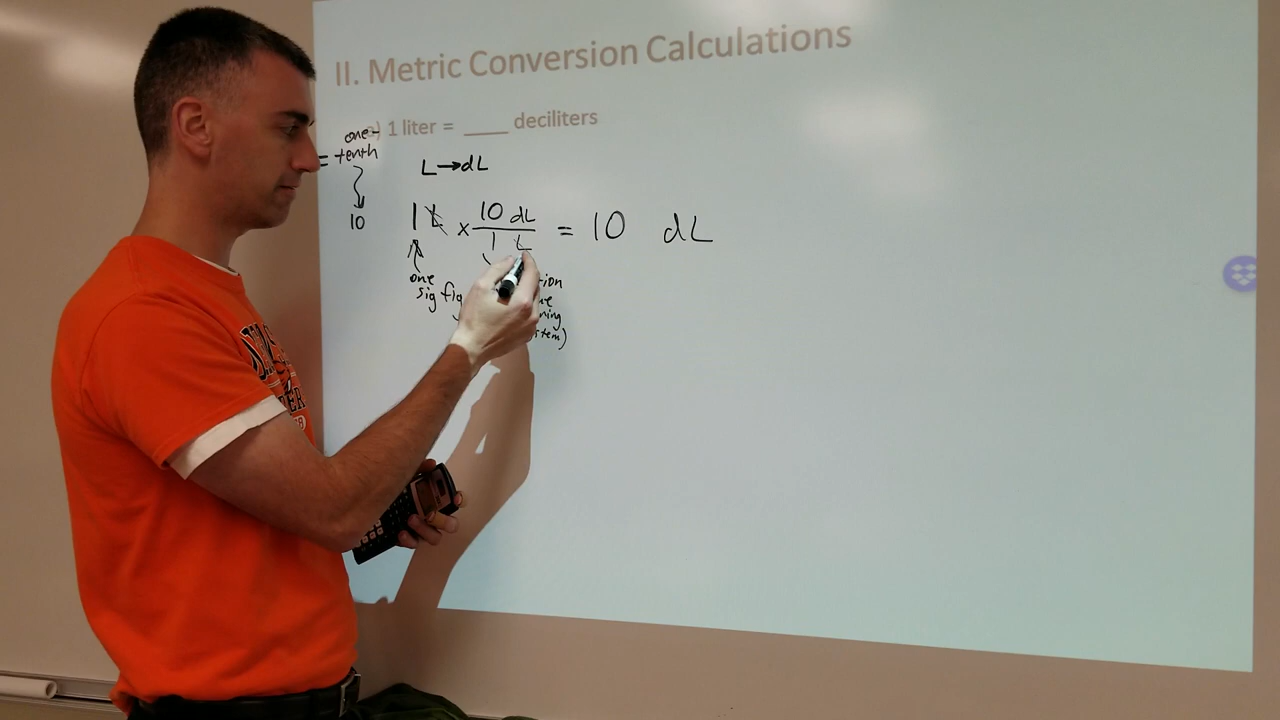 II. Metric Conversion Calculations
1 liter = ____ deciliters
one-
= tenth
10
L→dL
1 L x 10 dL / 1 L = 10 dL
one
sig fig